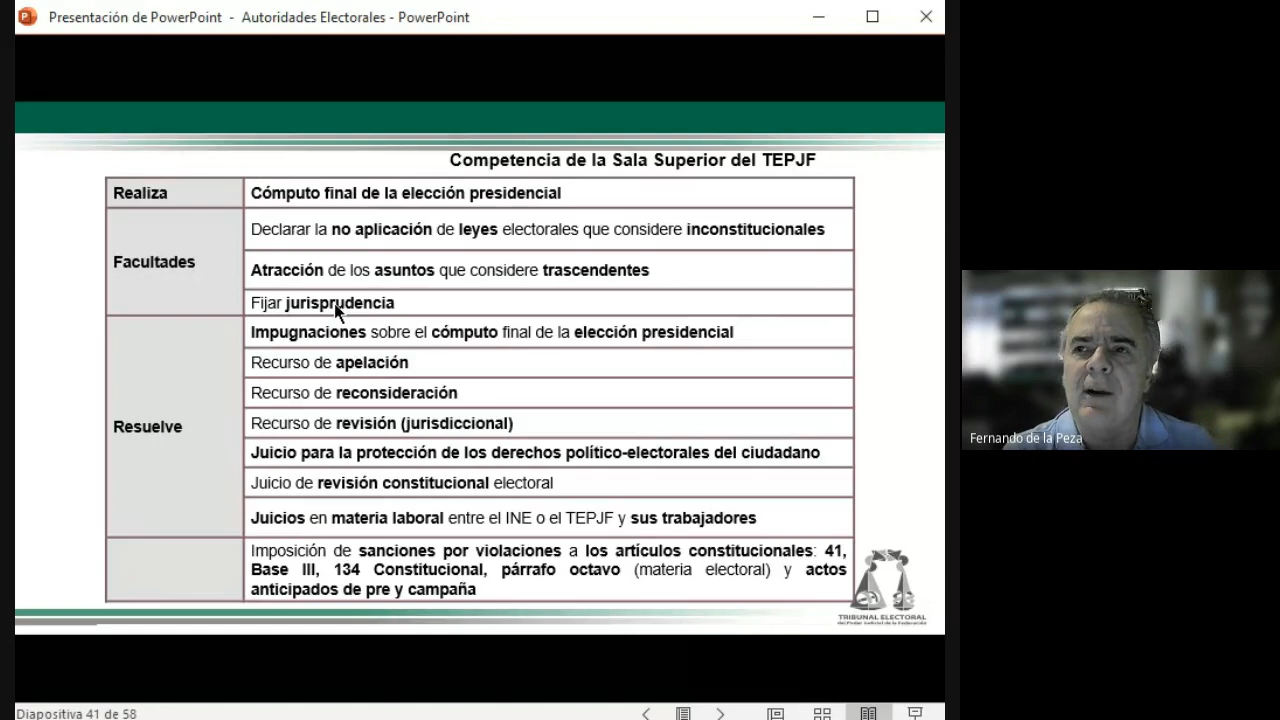 Presentación de PowerPoint - Autoridades Electorales - PowerPoint
Competencia de la Sala Superior del TEPJF
Realiza
Cómputo final de la elección presidencial
Facultades
Declarar la no aplicación de leyes electorales que considere inconstitucionales
Atracción de los asuntos que considere trascendentes
Fijar jurisprudencia
Resuelve
Impugnaciones sobre el cómputo final de la elección presidencial
Recurso de apelación
Recurso de reconsideración
Recurso de revisión (jurisdiccional)
Juicio para la protección de los derechos político-electorales del ciudadano
Juicio de revisión constitucional electoral
Juicios en materia laboral entre el INE o el TEPJF y sus trabajadores
Imposición de sanciones por violaciones a los artículos constitucionales: 41,
Base III, 134 Constitucional, párrafo octavo (materia electoral) y actos
anticipados de pre y campaña
TRIBUNAL ELECTORAL
del Poder Judicial de la Federación
Fernando de la Peza
Diapositiva 41 de 58